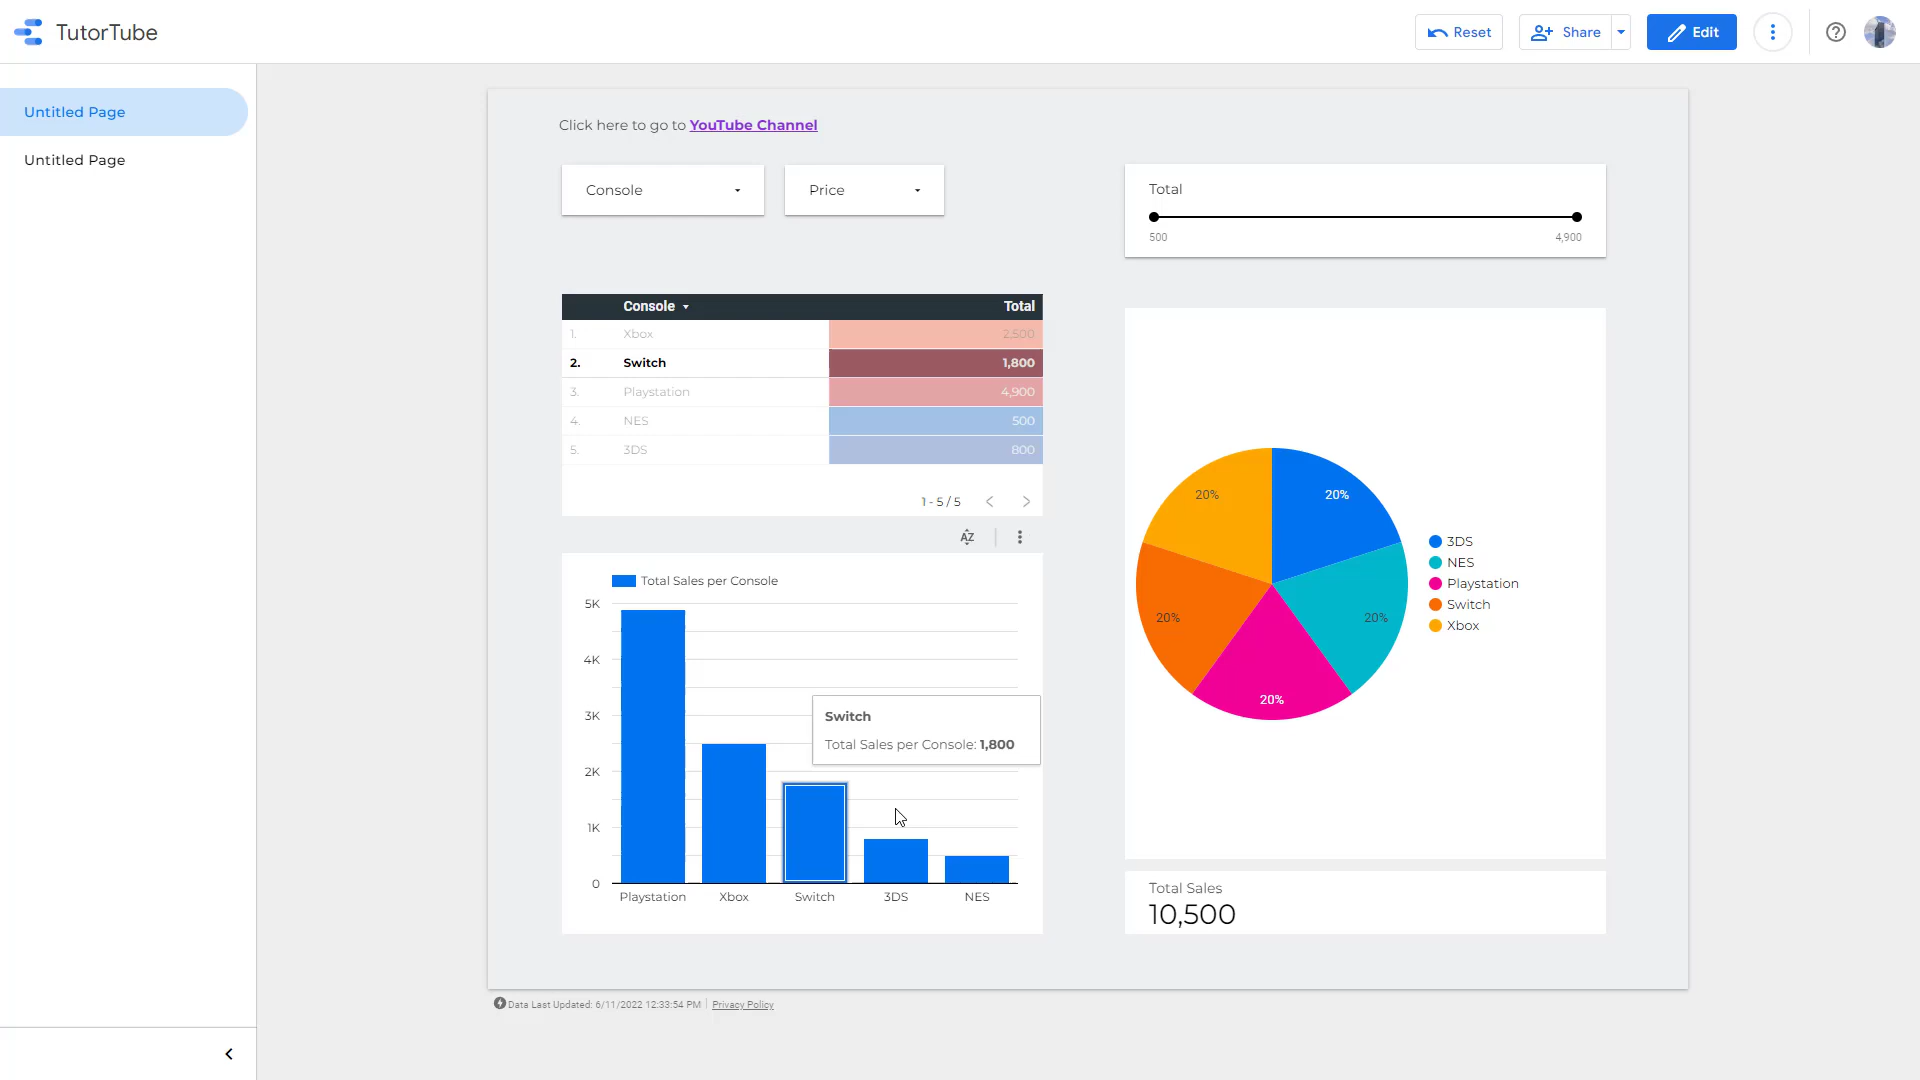 TutorTube
Reset
Share
Edit
Untitled Page
Untitled Page
Click here to go to YouTube Channel
Console
Price
Total
500
4,900
Console
Total
1.
Xbox
2,500
2.
Switch
1,800
3.
Playstation
4,900
4.
NES
500
5.
3DS
800
1 - 5 / 5
AZ
Total Sales per Console
5K
4K
3K
2K
1K
0
Switch
Total Sales per Console: 1,800
Playstation
Xbox
Switch
3DS
NES
20%
20%
20%
20%
20%
3DS
NES
Playstation
Switch
Xbox
Total Sales
10,500
Data Last Updated: 6/11/2022 12:33:54 PM
Privacy Policy